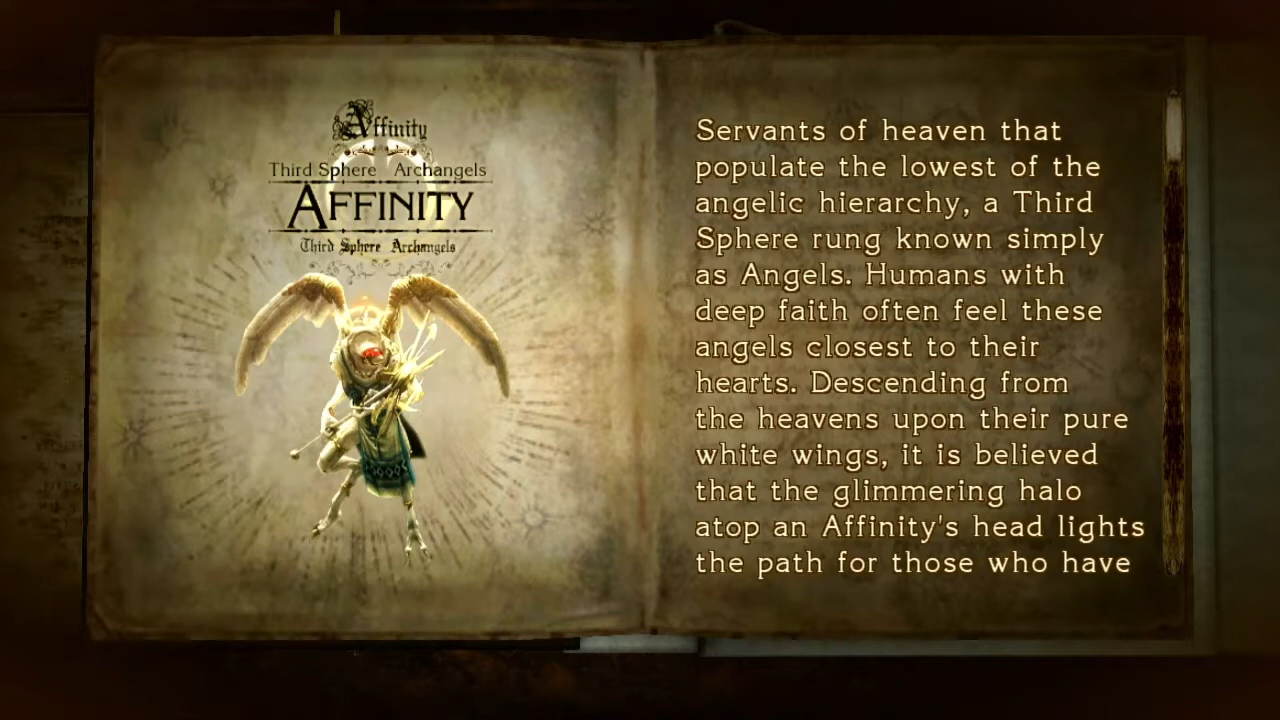 Affinity
Third Sphere Archangels
AFFINITY
Third Sphere Archangels
Servants of heaven that
populate the lowest of the
angelic hierarchy, a Third
Sphere rung known simply
as Angels. Humans with
deep faith often feel these
angels closest to their
hearts. Descending from
the heavens upon their pure
white wings, it is believed
that the glimmering halo
atop an Affinity's head lights
the path for those who have